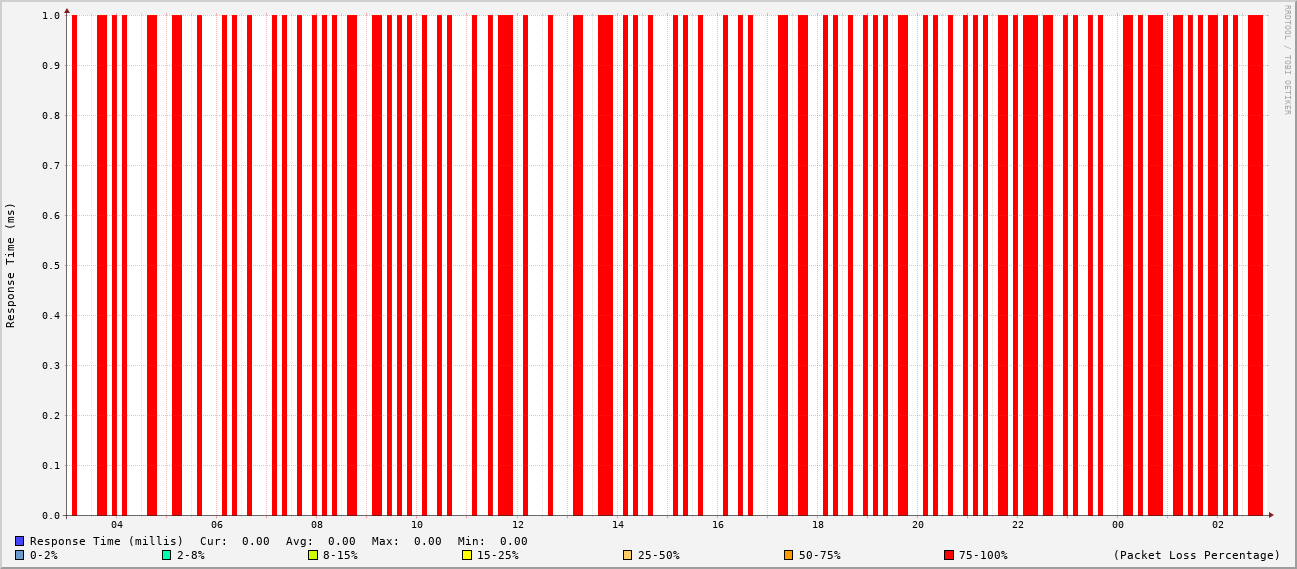 RRDTOOL / TOBI OETIKER
Response Time (ms)
1.0
0.9
0.8
0.7
0.6
0.5
0.4
0.3
0.2
0.1
0.0
04 06 08 10 12 14 16 18 20 22 00 02
Response Time (millis) Cur: 0.00 Avg: 0.00 Max: 0.00 Min: 0.00
0-2% 2-8% 8-15% 15-25% 25-50% 50-75% 75-100% (Packet Loss Percentage)